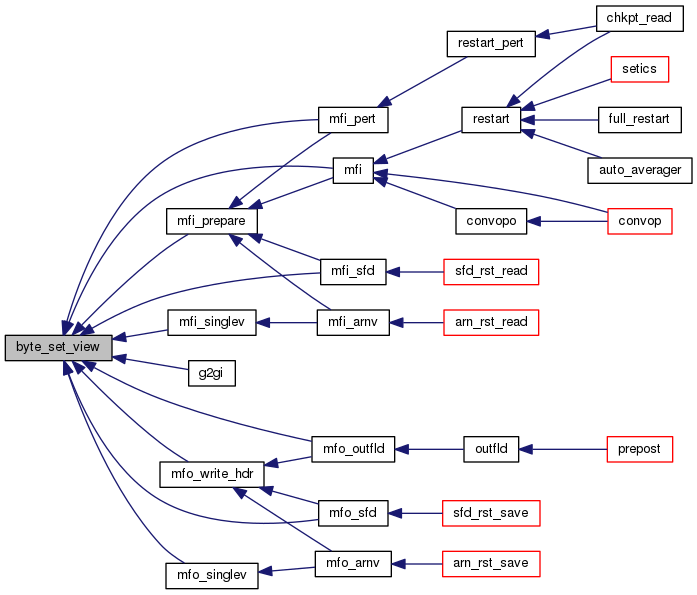 chkpt_read
restart_pert
setics
mfi_pert
restart
full_restart
mfi
auto_averager
mfi_prepare
convopo
convop
mfi_sfd
sfd_rst_read
mfi_singlev
mfi_arnv
arn_rst_read
byte_set_view
g2gi
mfo_outfld
outfld
prepost
mfo_write_hdr
mfo_sfd
sfd_rst_save
mfo_singlev
mfo_arnv
arn_rst_save